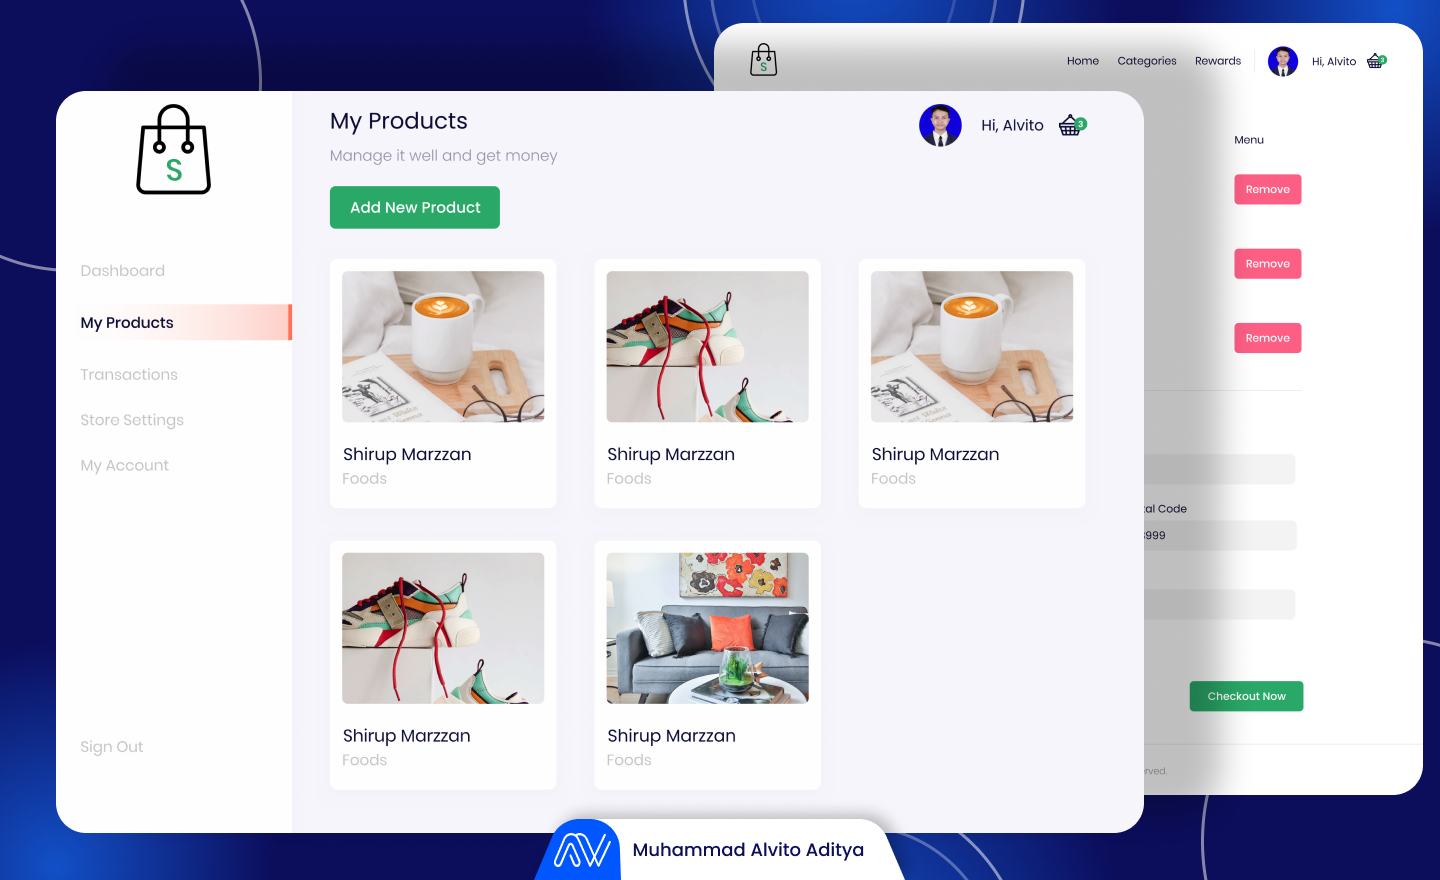 Home Categories Rewards Hi, Alvito 3
S
Menu
Remove
Remove
Remove
tal Code
999
Checkout Now
rved.
S
Dashboard
My Products
Transactions
Store Settings
My Account
Sign Out
My Products
Manage it well and get money
Hi, Alvito 3
Add New Product
Shirup Marzzan
Foods
Shirup Marzzan
Foods
Shirup Marzzan
Foods
Shirup Marzzan
Foods
Shirup Marzzan
Foods
Muhammad Alvito Aditya